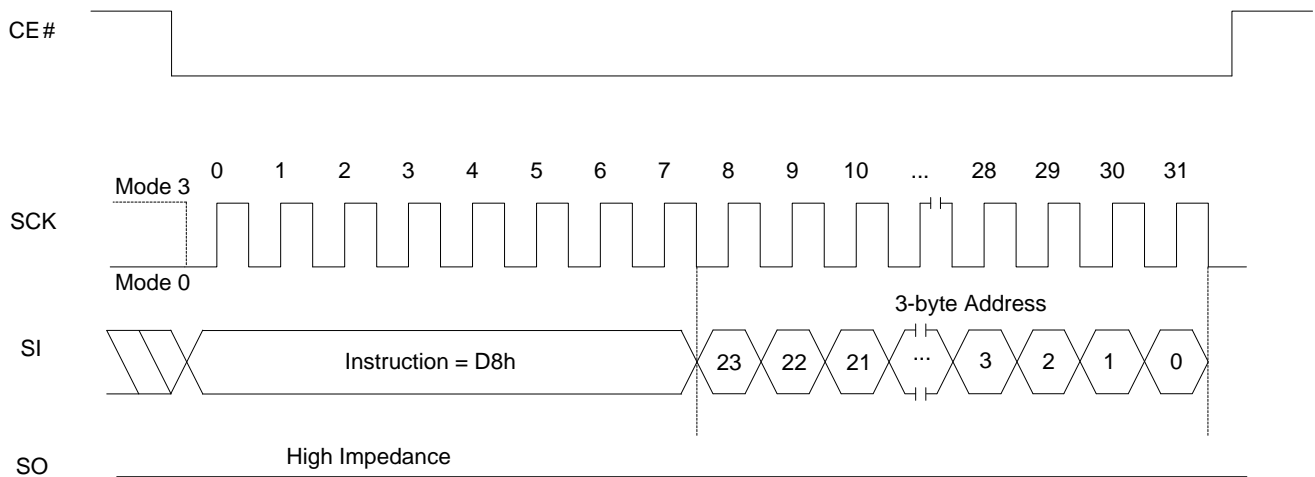 CE#
0 1 2 3 4 5 6 7 8 9 10 ... 28 29 30 31
Mode 3
SCK
Mode 0
3-byte Address
SI
Instruction = D8h
23 22 21 ... 3 2 1 0
High Impedance
SO